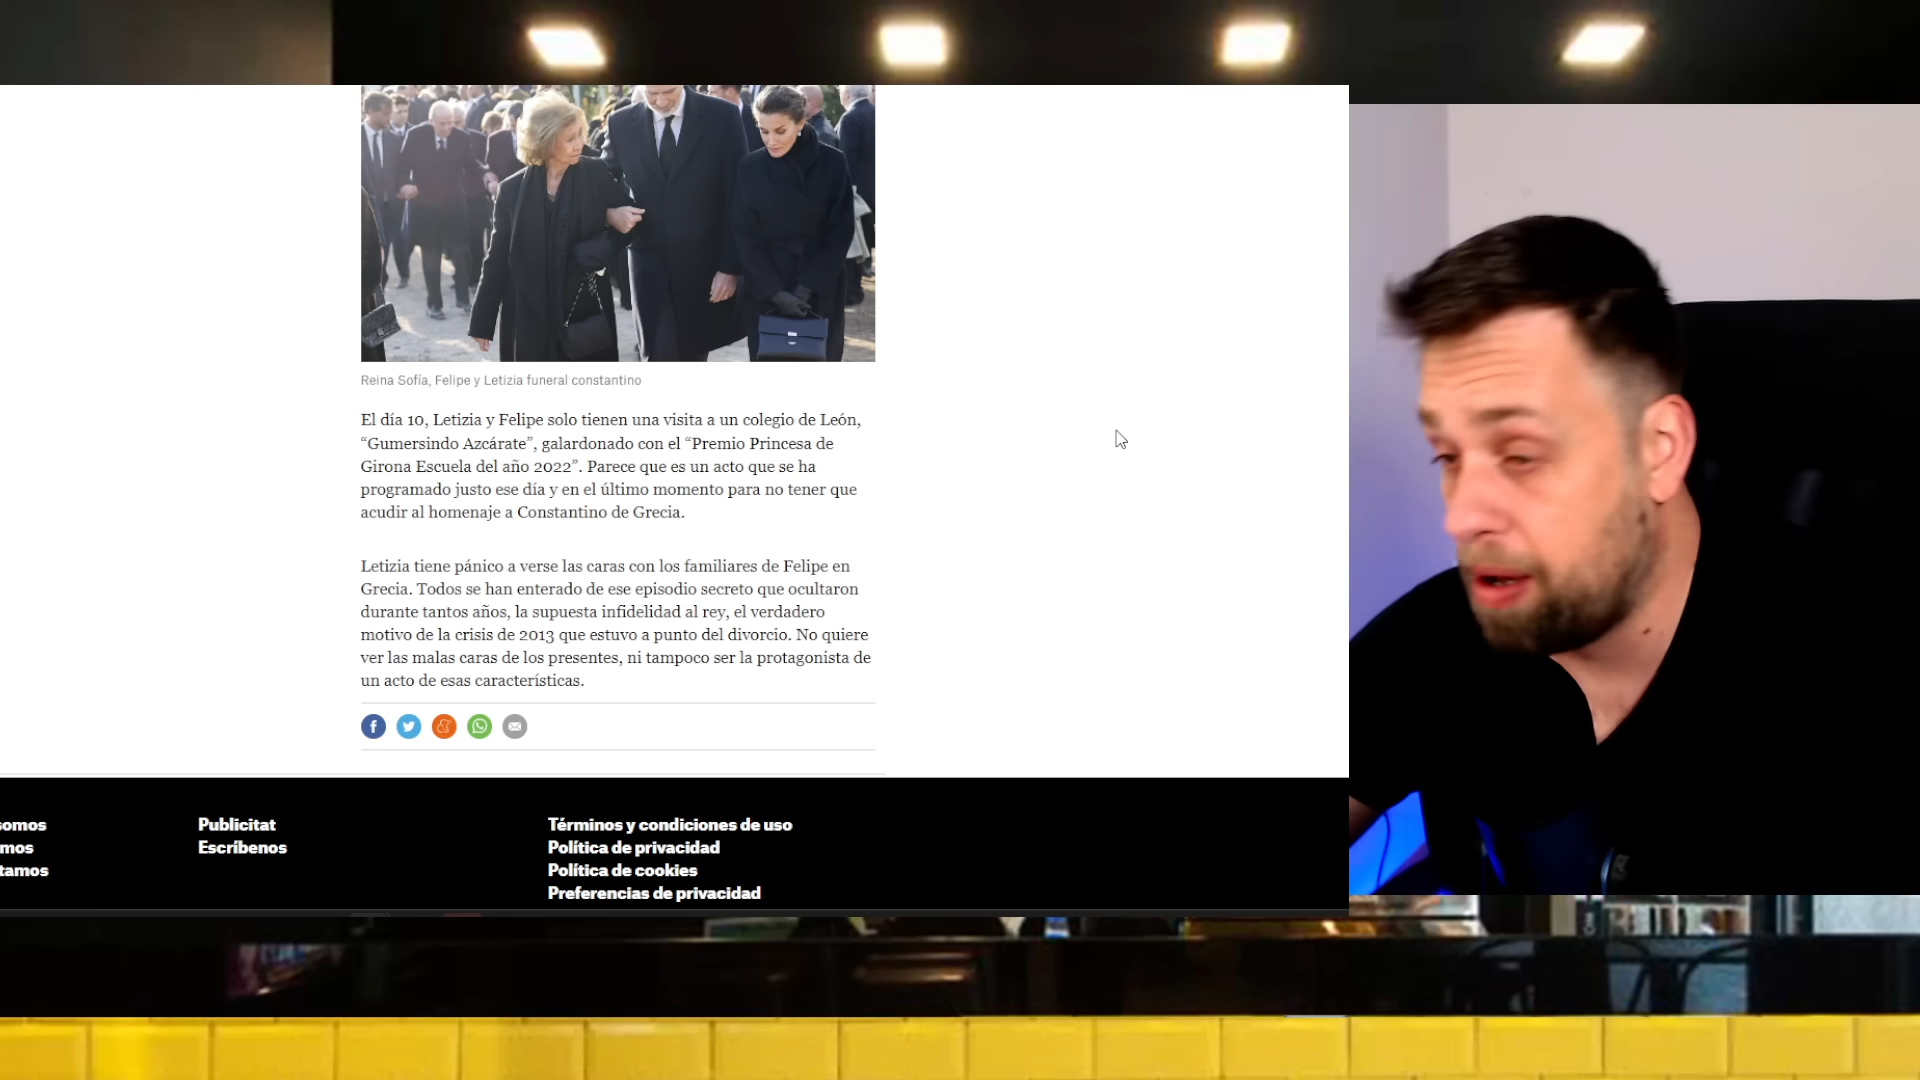 Reina Sofía, Felipe y Letizia funeral constantino
El día 10, Letizia y Felipe solo tienen una visita a un colegio de León,
“Gumersindo Azcárate”, galardonado con el “Premio Princesa de
Girona Escuela del año 2022”. Parece que es un acto que se ha
programado justo ese día y en el último momento para no tener que
acudir al homenaje a Constantino de Grecia.
Letizia tiene pánico a verse las caras con los familiares de Felipe en
Grecia. Todos se han enterado de ese episodio secreto que ocultaron
durante tantos años, la supuesta infidelidad al rey, el verdadero
motivo de la crisis de 2013 que estuvo a punto del divorcio. No quiere
ver las malas caras de los presentes, ni tampoco ser la protagonista de
un acto de esas características.
somos
mos
tamos
Publicitat
Escríbenos
Términos y condiciones de uso
Política de privacidad
Política de cookies
Preferencias de privacidad